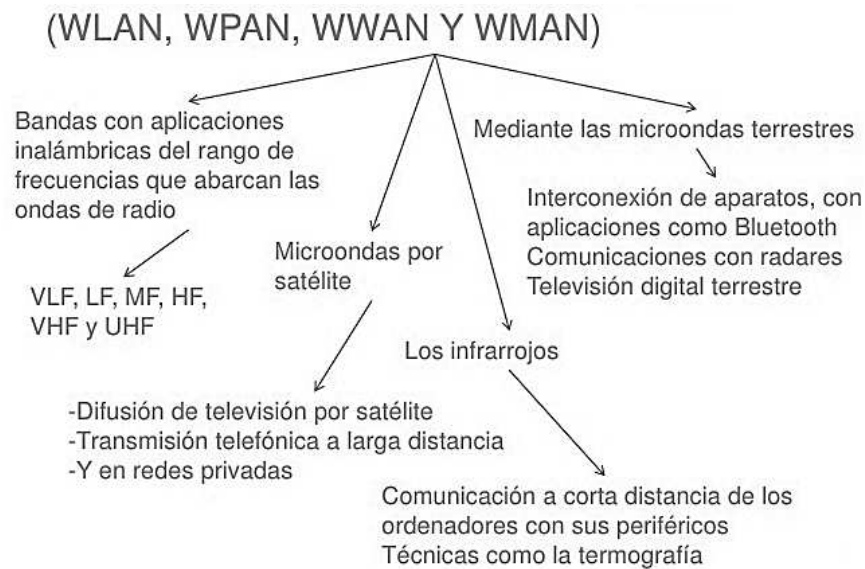 (WLAN, WPAN, WWAN Y WMAN)
Bandas con aplicaciones
inalámbricas del rango de
frecuencias que abarcan las
ondas de radio
VLF, LF, MF, HF,
VHF y UHF
Microondas por
satélite
-Difusión de televisión por satélite
-Transmisión telefónica a larga distancia
-Y en redes privadas
Los infrarrojos
Comunicación a corta distancia de los
ordenadores con sus periféricos
Técnicas como la termografía
Mediante las microondas terrestres
Interconexión de aparatos, con
aplicaciones como Bluetooth
Comunicaciones con radares
Televisión digital terrestre